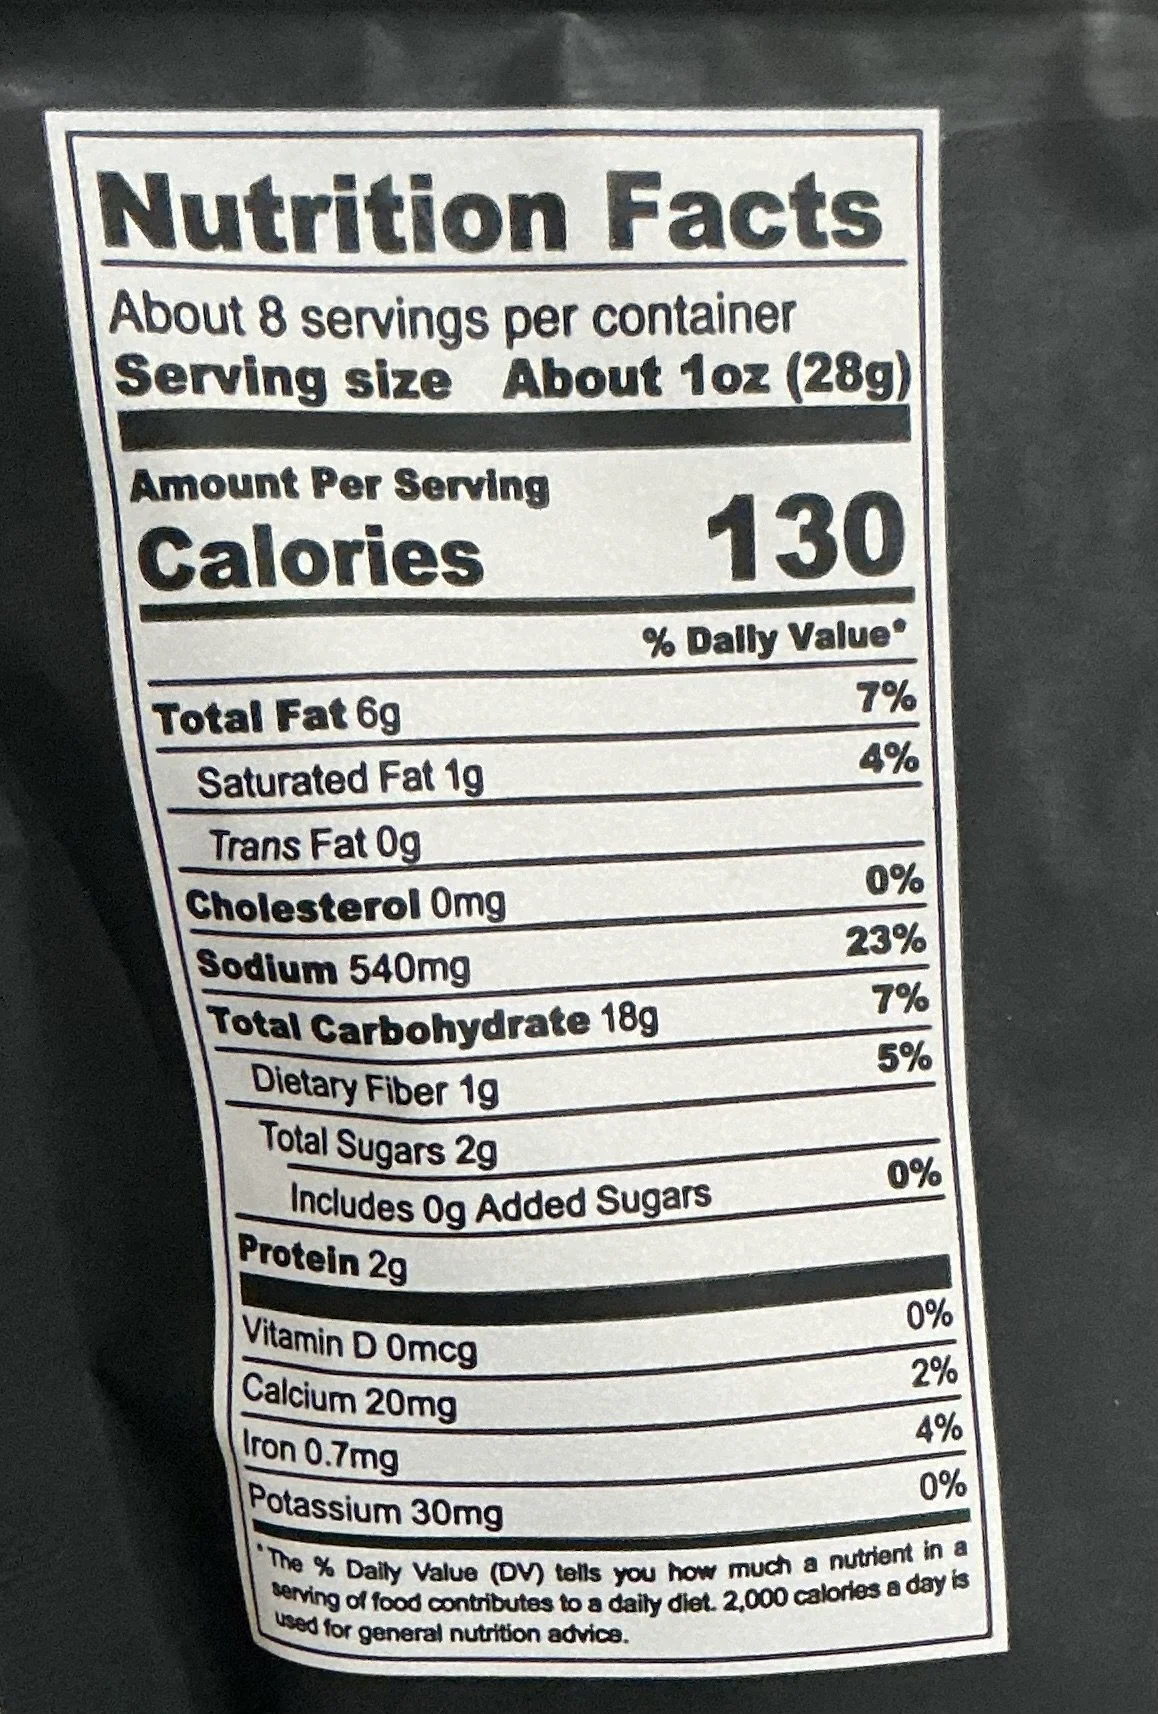 Nutrition Facts
About 8 servings per container
Serving size About 1oz (28g)
Amount Per Serving
Calories 130
% Daily Value*
Total Fat 6g 7%
Saturated Fat 1g 4%
Trans Fat 0g
Cholesterol 0mg 0%
Sodium 540mg 23%
Total Carbohydrate 18g 7%
Dietary Fiber 1g 5%
Total Sugars 2g
Includes 0g Added Sugars 0%
Protein 2g
Vitamin D 0mcg 0%
Calcium 20mg 2%
Iron 0.7mg 4%
Potassium 30mg 0%
*The % Daily Value (DV) tells you how much a nutrient in a
serving of food contributes to a daily diet. 2,000 calories a day is
used for general nutrition advice.